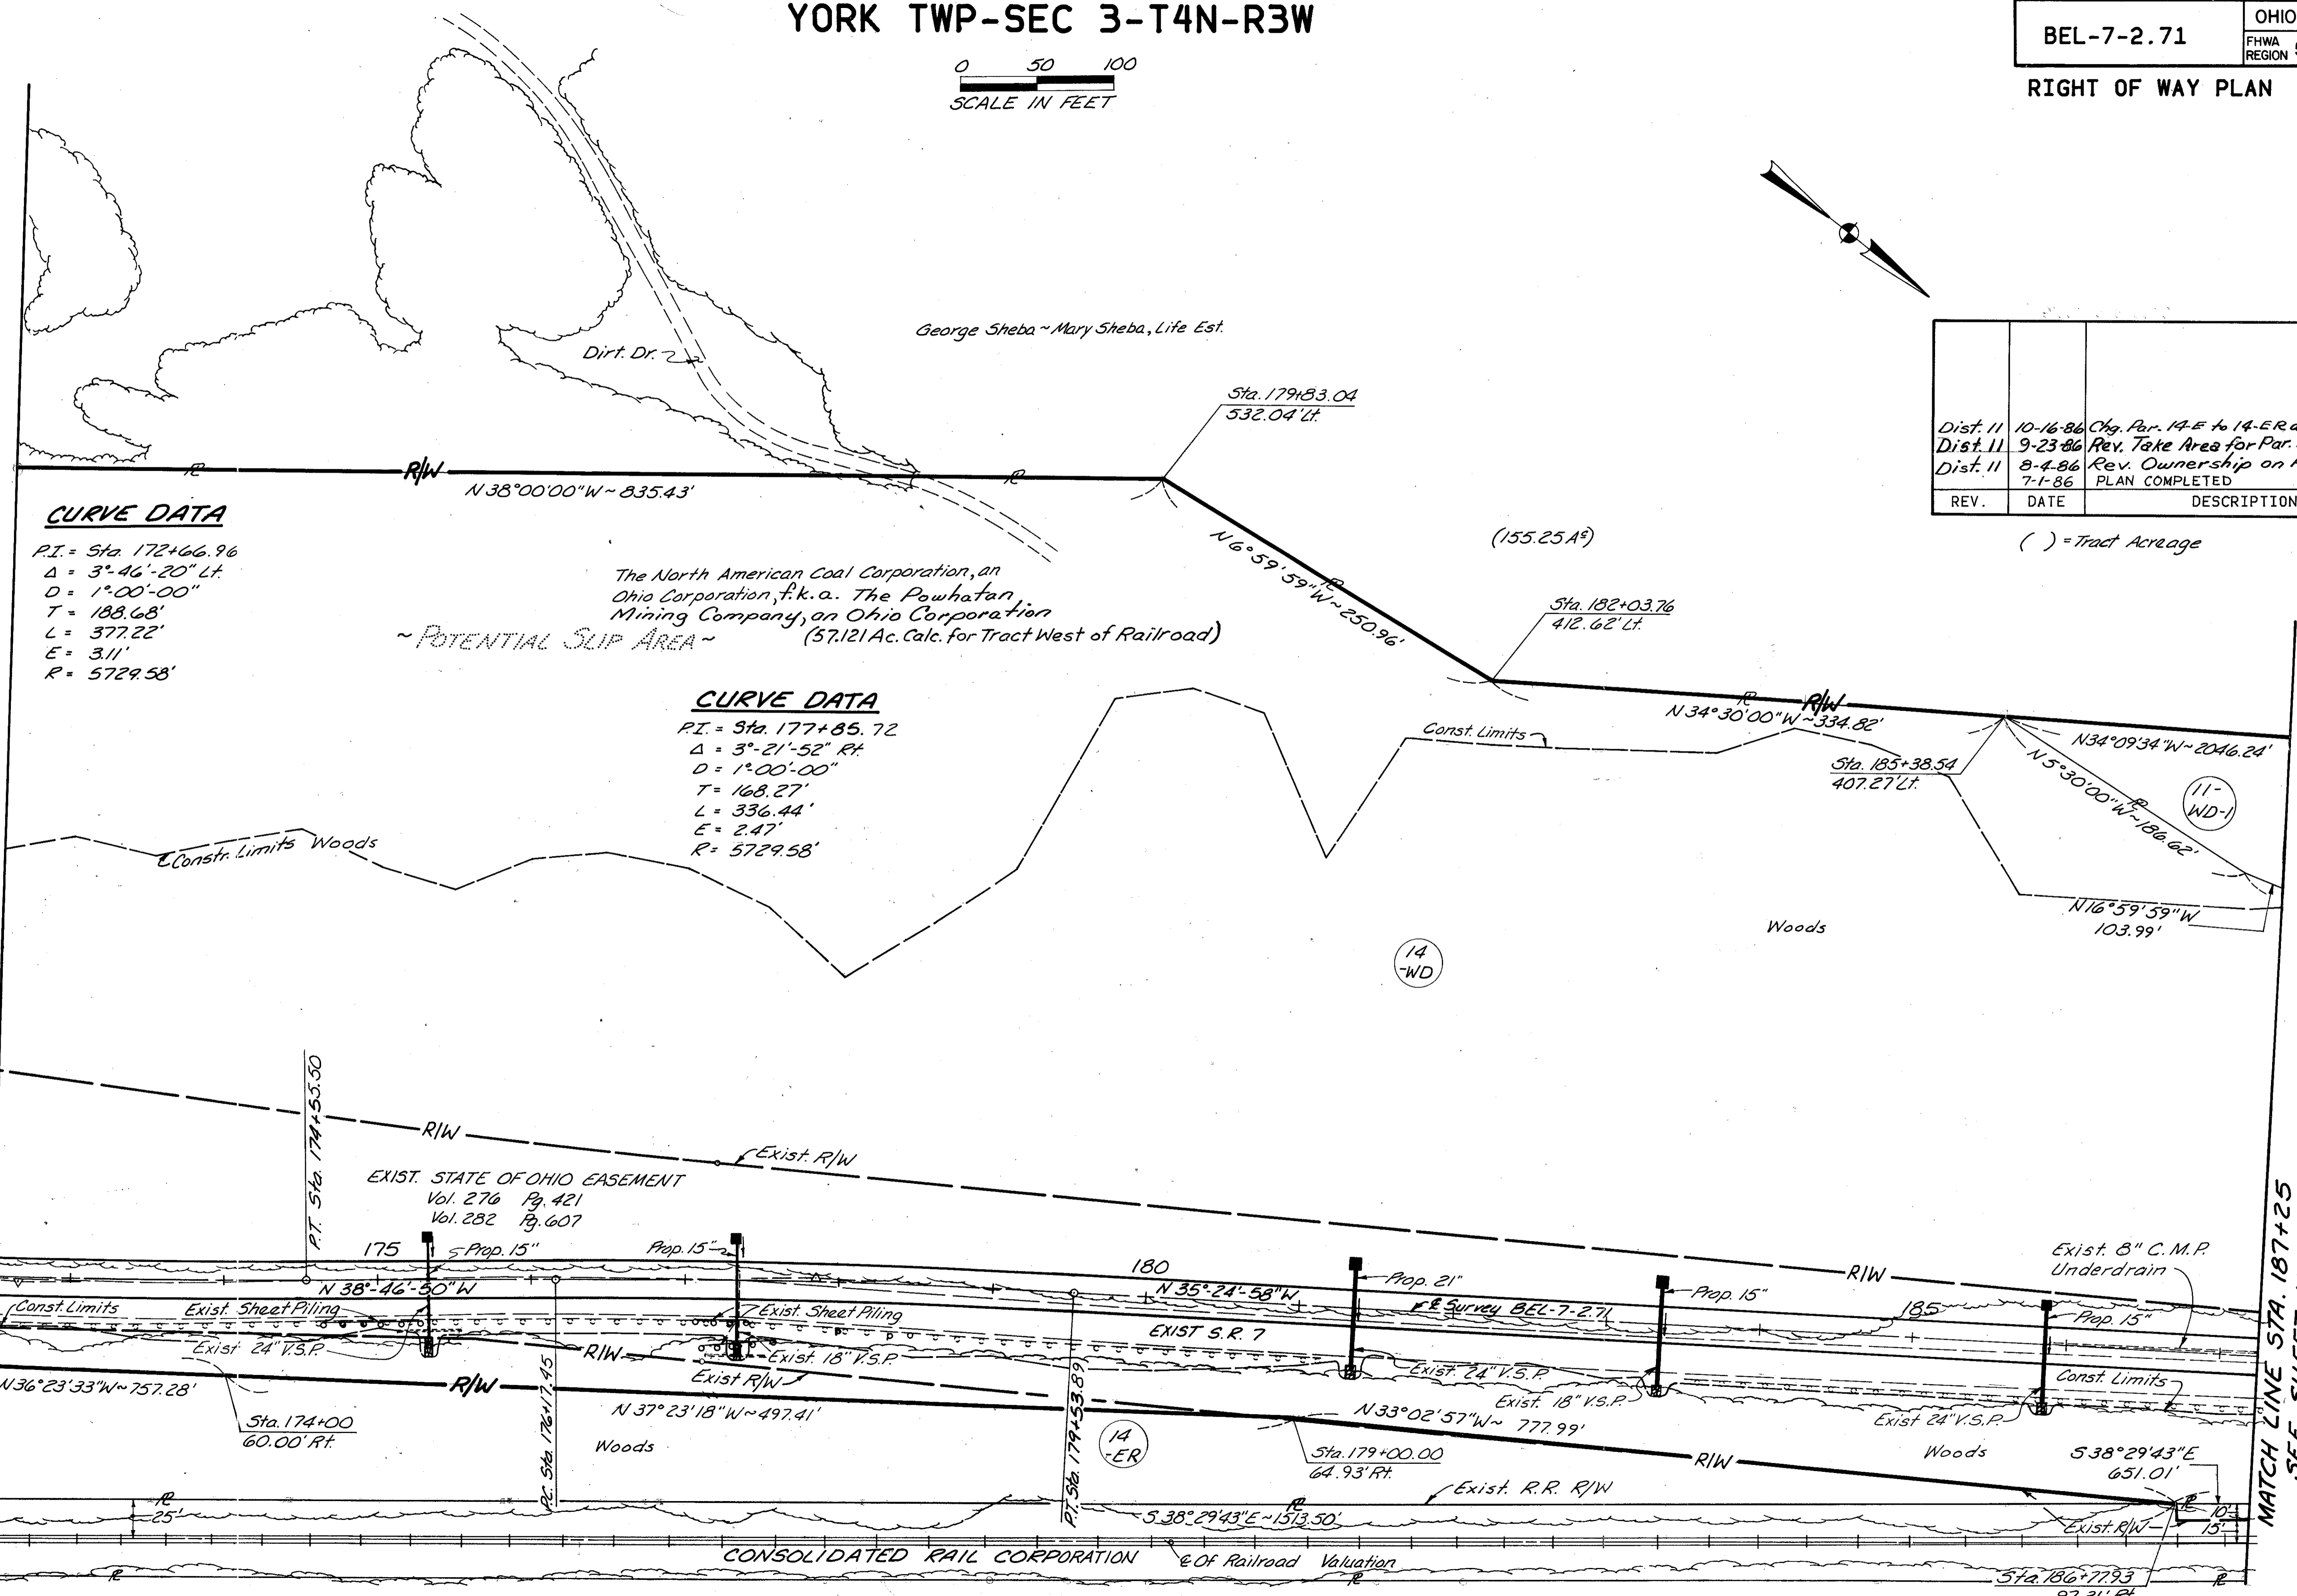 YORK TWP-SEC 3-T4N-R3W
0 50 100
SCALE IN FEET
BEL-7-2.71
OHIO
FHWA
REGION
RIGHT OF WAY PLAN
Dist. 11 10-16-86 Chg. Par. 14-E to 14-ER
Dist. 11 9-23-86 Rev. Take Area for Par.
Dist. 11 8-4-86 Rev. Ownership on
7-1-86 PLAN COMPLETED
REV. DATE DESCRIPTION
( ) = Tract Acreage
George Sheba ~ Mary Sheba, Life Est.
Dirt. Dr.
Sta. 179+83.04
532.04' Lt.
R/W
N 38°00'00"W ~ 835.43'
CURVE DATA
P.I. = Sta. 172+66.96
Δ = 3°-46'-20" Lt.
D = 1°-00'-00"
T = 188.68'
L = 377.22'
E = 3.11'
R = 5729.58'
The North American Coal Corporation, an
Ohio Corporation, f.k.a. The Powhatan
Mining Company, an Ohio Corporation
(57.121 Ac. Calc. for Tract West of Railroad)
~ POTENTIAL SLIP AREA ~
(155.25 Ac)
N 6°59'59"W ~ 250.96'
Sta. 182+03.76
412.62' Lt.
CURVE DATA
P.I. = Sta. 177+85.72
Δ = 3°-21'-52" Rt.
D = 1°-00'-00"
T = 168.27'
L = 336.44'
E = 2.47'
R = 5729.58'
R/W
N 34°30'00"W ~ 334.82'
Const. Limits
N34°09'34"W ~ 2046.24'
Sta. 185+38.54
407.27' Lt.
N 5°30'00"W ~ 186.62'
11-
WD-1
Constr. Limits Woods
N16°59'59"W
103.99'
Woods
14
-WD
P.T. Sta. 174+55.50
R/W
Exist. R/W
EXIST. STATE OF OHIO EASEMENT
Vol. 276 Pg. 421
Vol. 282 Pg. 607
175
Prop. 15"
Prop. 15"
180
Prop. 21"
Prop. 15"
R/W
Exist. 8" C.M.P.
Underdrain
185
Prop. 15"
N 38°-46'-50"W
N 35°-24'-58"W
℄ Survey BEL-7-2.71
EXIST S.R. 7
Const. Limits
Exist. Sheet Piling
Exist. Sheet Piling
Exist 24" V.S.P.
R/W
Exist. 18" V.S.P.
Exist R/W
Exist. 24" V.S.P.
Exist. 18" V.S.P.
Exist 24" V.S.P.
Const. Limits
N36°23'33"W ~ 757.28'
R/W
N 37°23'18"W ~ 497.41'
N33°02'57"W ~ 777.99'
Sta. 174+00
60.00' Rt.
P.C. Sta. 176+17.45
Woods
P.T. Sta. 179+53.89
14
-ER
Sta. 179+00.00
64.93' Rt.
R/W
Woods
S 38°29'43"E
651.01'
Exist. R.R. R/W
25'
S 38°29'43"E ~ 1513.50'
Exist. R/W
10'
15'
CONSOLIDATED RAIL CORPORATION
℄ Of Railroad Valuation
Sta. 186+77.93
MATCH LINE STA. 187+25